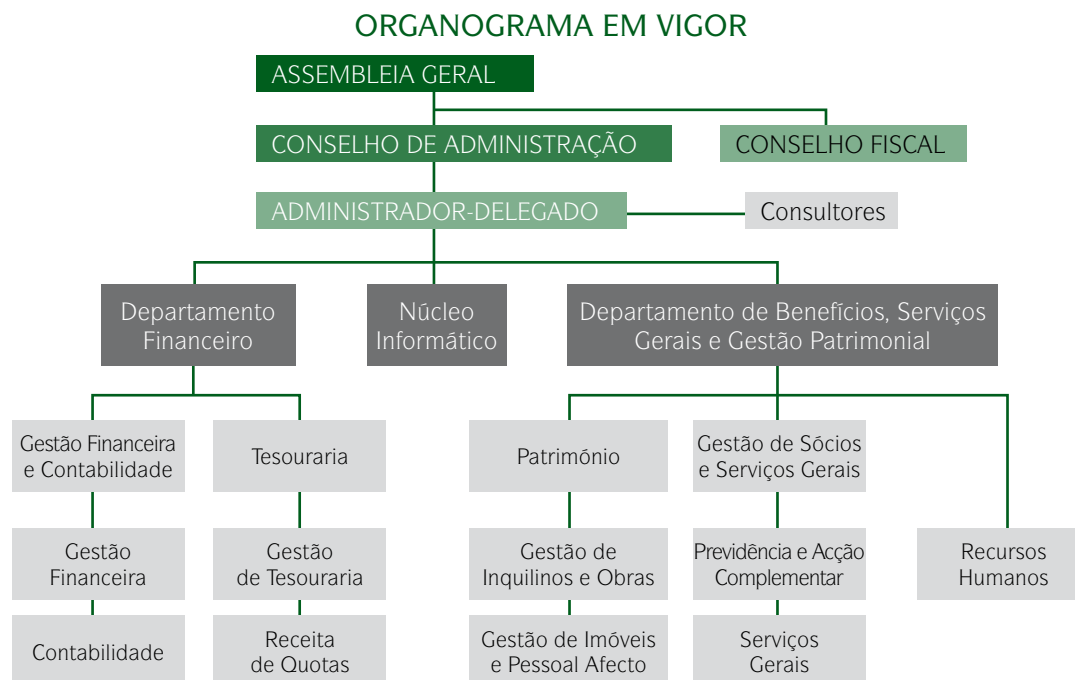 ORGANOGRAMA EM VIGOR
ASSEMBLEIA GERAL
CONSELHO DE ADMINISTRAÇÃO
CONSELHO FISCAL
ADMINISTRADOR-DELEGADO
Consultores
Departamento
Financeiro
Núcleo
Informático
Departamento de Benefícios, Serviços
Gerais e Gestão Patrimonial
Gestão Financeira
e Contabilidade
Tesouraria
Património
Gestão de Sócios
e Serviços Gerais
Gestão
Financeira
Gestão
de Tesouraria
Gestão de
Inquilinos e Obras
Previdência e Acção
Complementar
Recursos
Humanos
Contabilidade
Receita
de Quotas
Gestão de Imóveis
e Pessoal Afecto
Serviços
Gerais